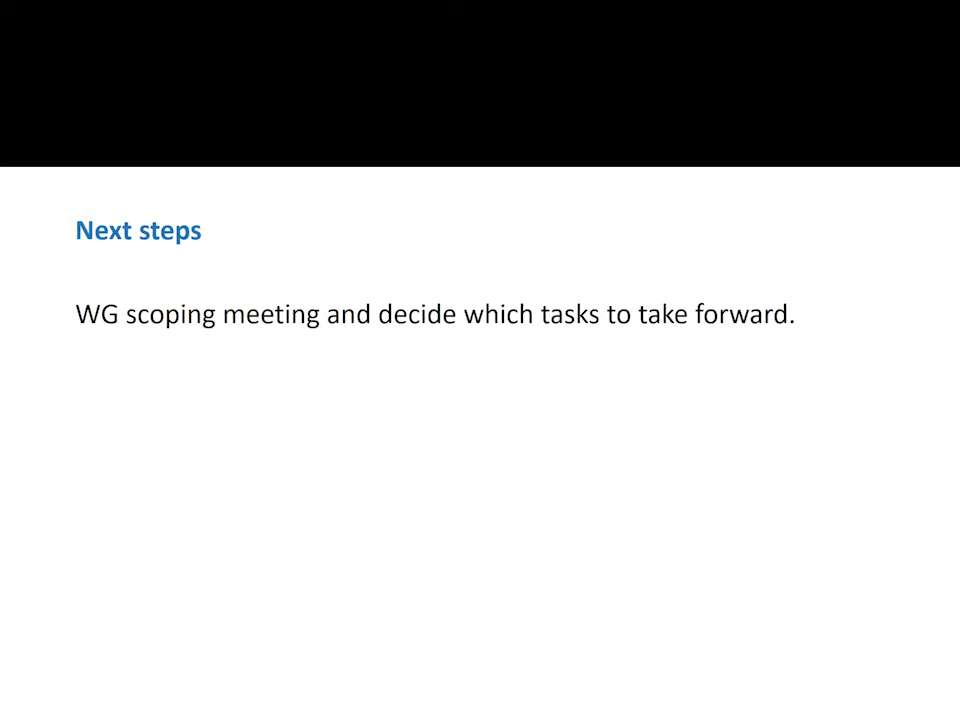 Next steps
WG scoping meeting and decide which tasks to take forward.